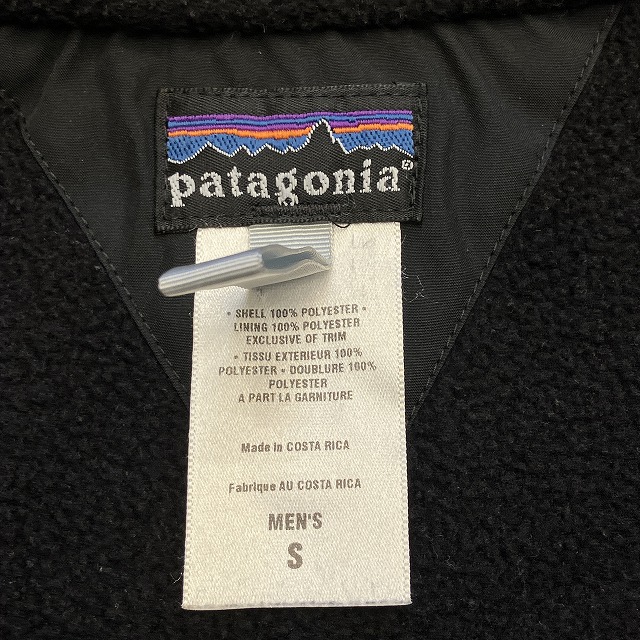 patagonia®
• SHELL 100% POLYESTER •
LINING 100% POLYESTER
EXCLUSIVE OF TRIM
• TISSU EXTERIEUR 100%
POLYESTER • DOUBLURE 100%
POLYESTER
A PART LA GARNITURE
Made in COSTA RICA
Fabrique AU COSTA RICA
MEN'S
S